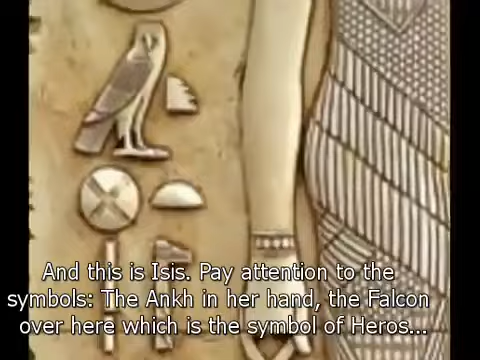 And this is Isis. Pay attention to the
symbols: The Ankh in her hand, the Falcon
over here which is the symbol of Heros...